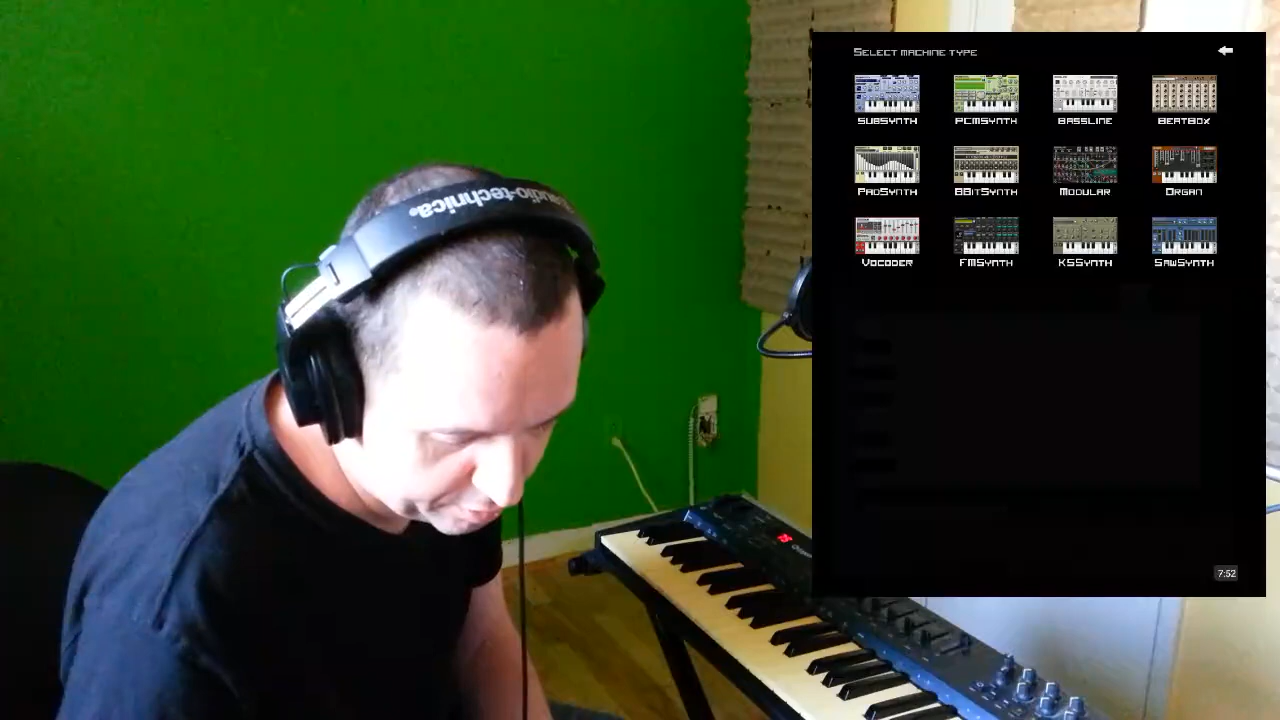 SELECT MACHINE TYPE
SUBSYNTH PCMSYNTH BASSLINE BEATBOX
PADSYNTH 8BITSYNTH MODULAR ORGAN
VOCODER FMSYNTH KSSYNTH SAWSYNTH
audio-technica
7:52